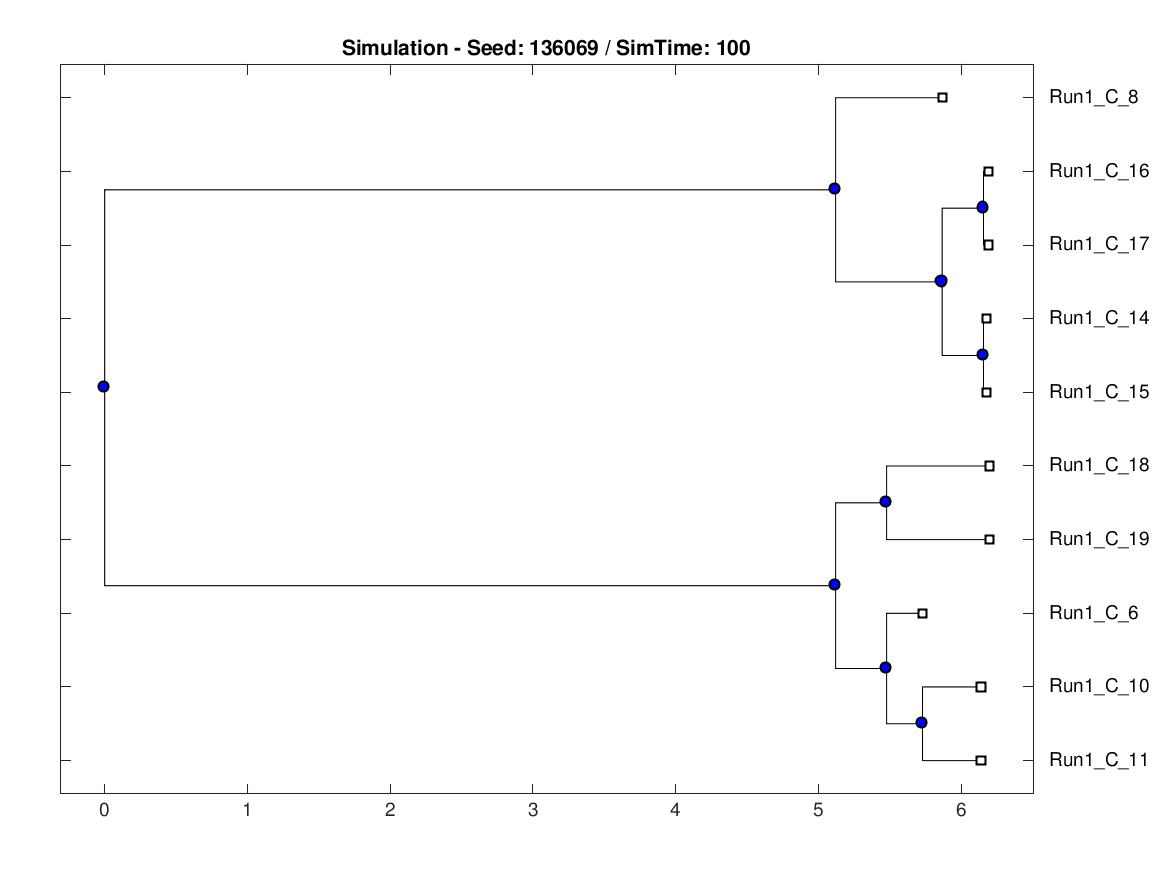 Simulation - Seed: 136069 / SimTime: 100
Run1_C_8
Run1_C_16
Run1_C_17
Run1_C_14
Run1_C_15
Run1_C_18
Run1_C_19
Run1_C_6
Run1_C_10
Run1_C_11
0 1 2 3 4 5 6